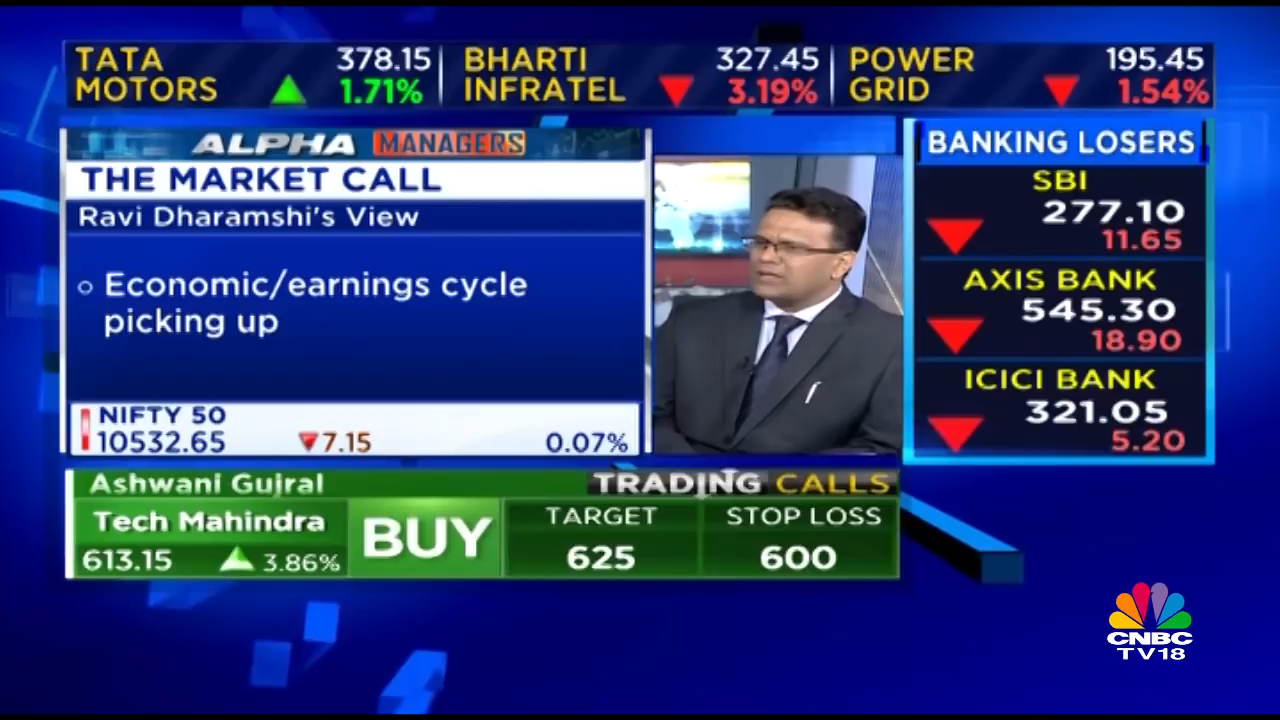 TATA MOTORS 378.15 1.71%
BHARTI INFRATEL 327.45 3.19%
POWER GRID 195.45 1.54%
ALPHA MANAGERS
THE MARKET CALL
Ravi Dharamshi's View
Economic/earnings cycle
picking up
NIFTY 50
10532.65 7.15 0.07%
BANKING LOSERS
SBI
277.10
11.65
AXIS BANK
545.30
18.90
ICICI BANK
321.05
5.20
Ashwani Gujral
TRADING CALLS
Tech Mahindra
613.15 3.86%
BUY
TARGET
625
STOP LOSS
600
CNBC
TV18